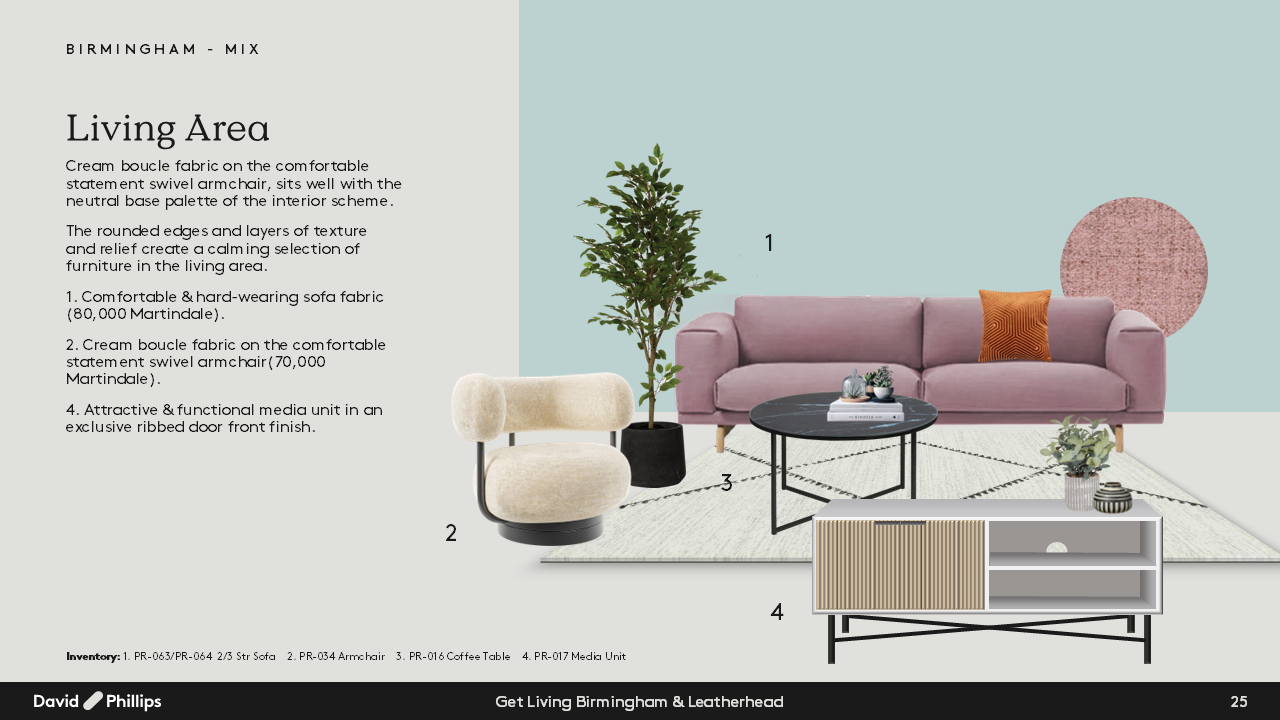 BIRMINGHAM - MIX
Living Area
Cream boucle fabric on the comfortable
statement swivel armchair, sits well with the
neutral base palette of the interior scheme.
The rounded edges and layers of texture
and relief create a calming selection of
furniture in the living area.
1. Comfortable & hard-wearing sofa fabric
(80,000 Martindale).
2. Cream boucle fabric on the comfortable
statement swivel armchair(70,000
Martindale).
4. Attractive & functional media unit in an
exclusive ribbed door front finish.
1
2
3
4
Inventory: 1. PR-063/PR-064 2/3 Str Sofa 2. PR-034 Armchair 3. PR-016 Coffee Table 4. PR-017 Media Unit
David Phillips
Get Living Birmingham & Leatherhead
25